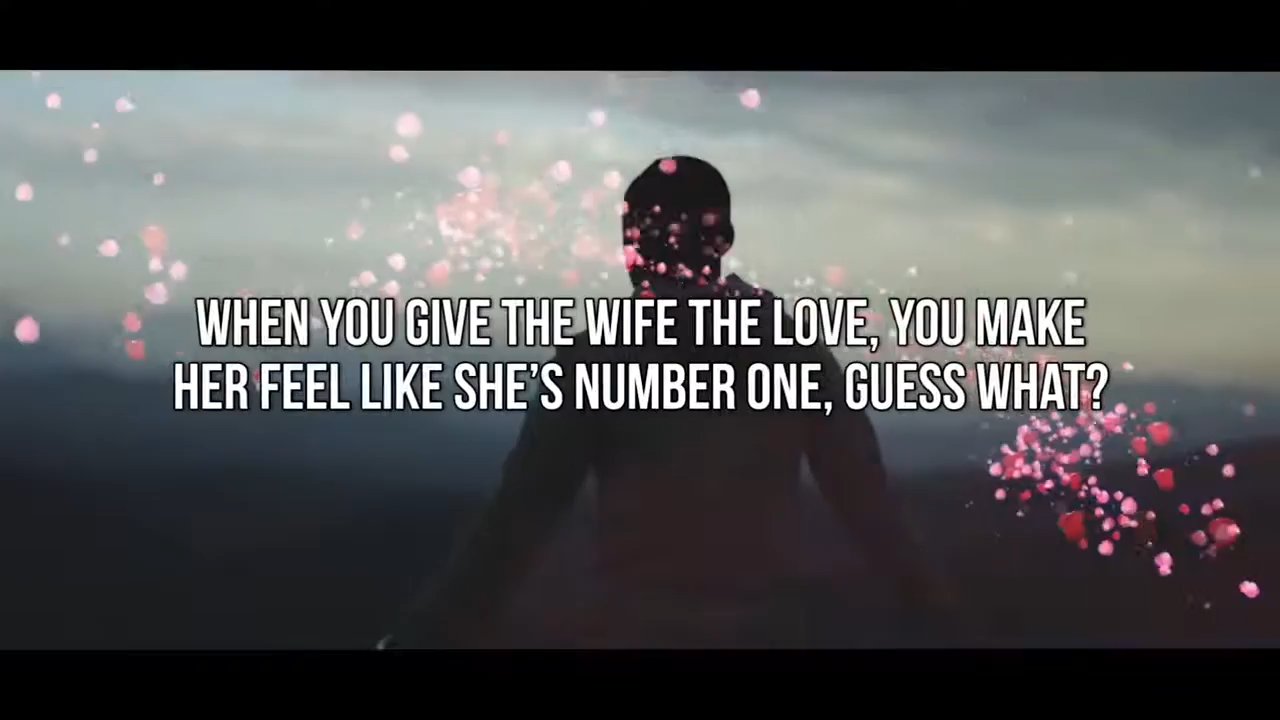 WHEN YOU GIVE THE WIFE THE LOVE, YOU MAKE
HER FEEL LIKE SHE’S NUMBER ONE, GUESS WHAT?